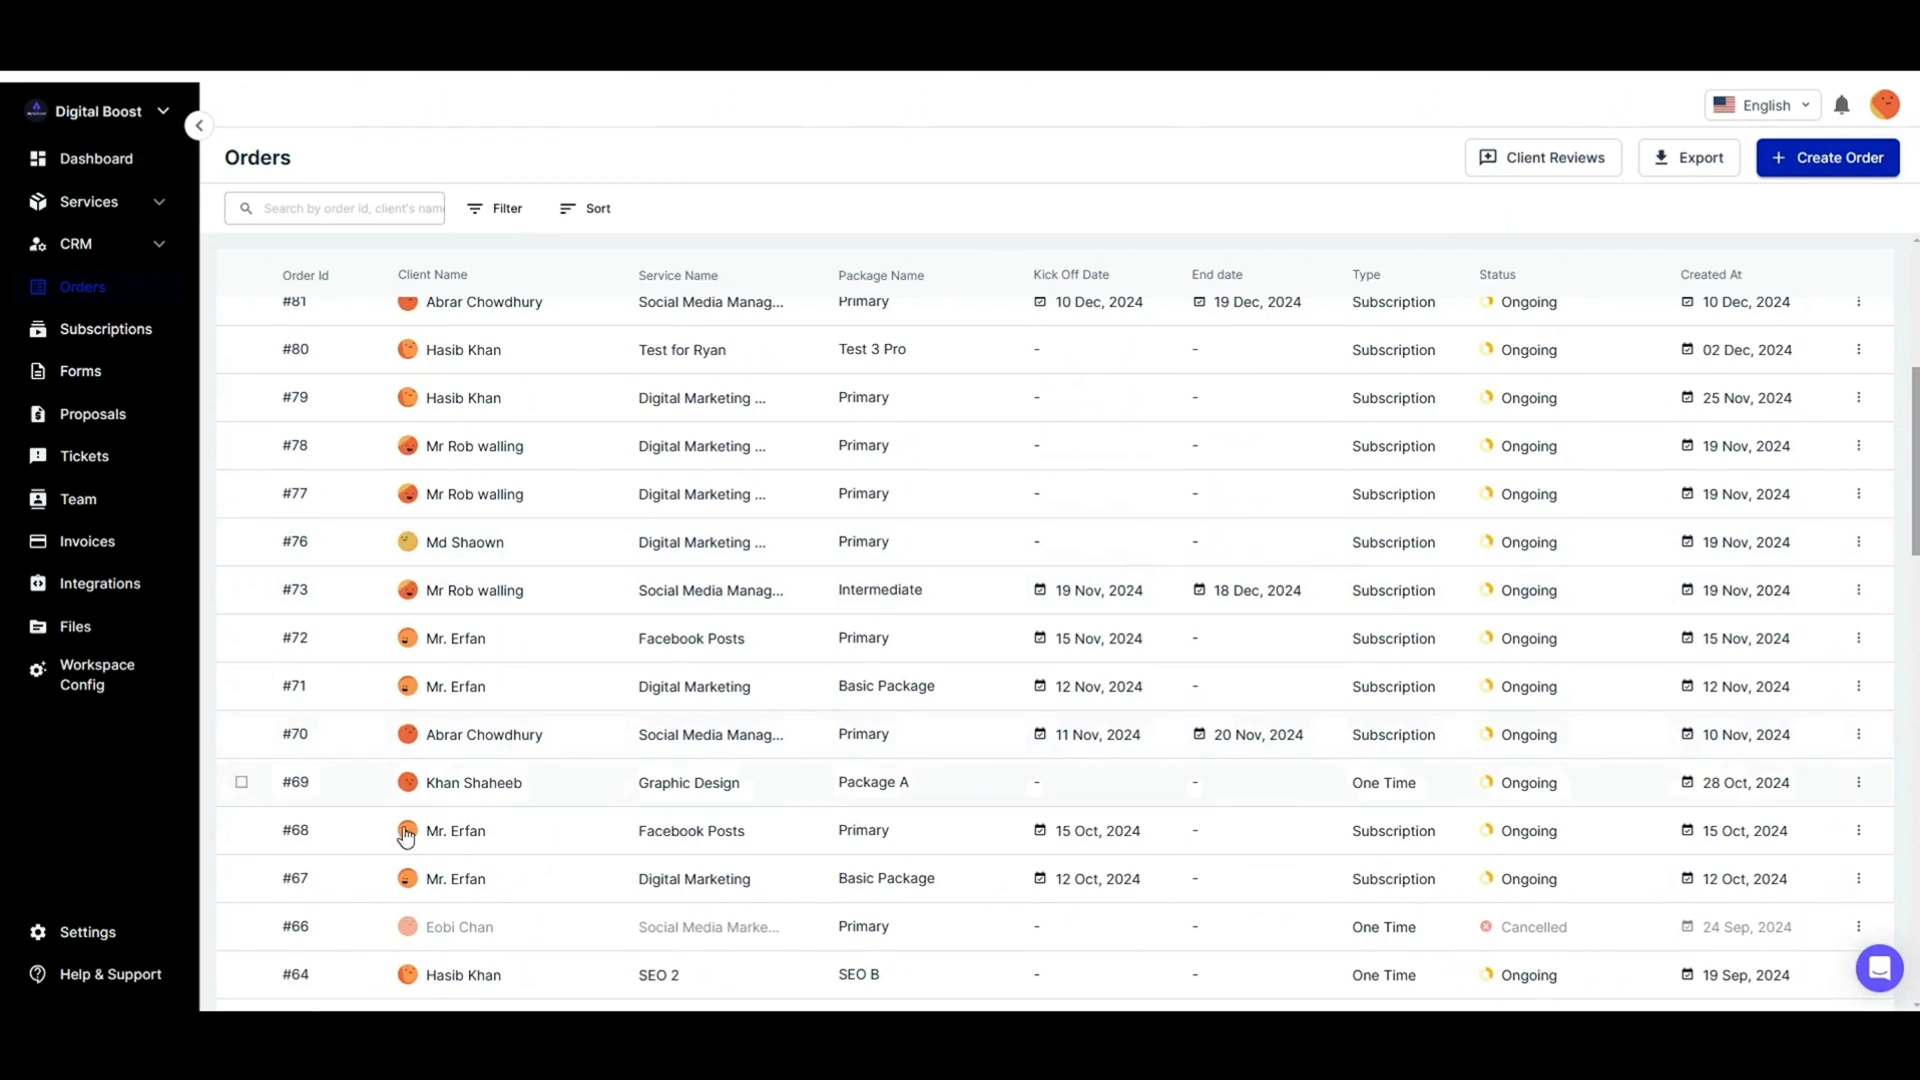 Digital Boost
English
Dashboard
Orders
Client Reviews
Export
Create Order
Services
Search by order id, client's nam
Filter
Sort
CRM
Orders
Subscriptions
Forms
Proposals
Tickets
Team
Invoices
Integrations
Files
Workspace
Config
Settings
Help & Support
Order Id Client Name Service Name Package Name Kick Off Date End date Type Status Created At
#81 Abrar Chowdhury Social Media Manag... Primary 10 Dec, 2024 19 Dec, 2024 Subscription Ongoing 10 Dec, 2024
#80 Hasib Khan Test for Ryan Test 3 Pro - - Subscription Ongoing 02 Dec, 2024
#79 Hasib Khan Digital Marketing ... Primary - - Subscription Ongoing 25 Nov, 2024
#78 Mr Rob walling Digital Marketing ... Primary - - Subscription Ongoing 19 Nov, 2024
#77 Mr Rob walling Digital Marketing ... Primary - - Subscription Ongoing 19 Nov, 2024
#76 Md Shaown Digital Marketing ... Primary - - Subscription Ongoing 19 Nov, 2024
#73 Mr Rob walling Social Media Manag... Intermediate 19 Nov, 2024 18 Dec, 2024 Subscription Ongoing 19 Nov, 2024
#72 Mr. Erfan Facebook Posts Primary 15 Nov, 2024 - Subscription Ongoing 15 Nov, 2024
#71 Mr. Erfan Digital Marketing Basic Package 12 Nov, 2024 - Subscription Ongoing 12 Nov, 2024
#70 Abrar Chowdhury Social Media Manag... Primary 11 Nov, 2024 20 Nov, 2024 Subscription Ongoing 10 Nov, 2024
#69 Khan Shaheeb Graphic Design Package A - - One Time Ongoing 28 Oct, 2024
#68 Mr. Erfan Facebook Posts Primary 15 Oct, 2024 - Subscription Ongoing 15 Oct, 2024
#67 Mr. Erfan Digital Marketing Basic Package 12 Oct, 2024 - Subscription Ongoing 12 Oct, 2024
#66 Eobi Chan Social Media Marke... Primary - - One Time Cancelled 24 Sep, 2024
#64 Hasib Khan SEO 2 SEO B - - One Time Ongoing 19 Sep, 2024